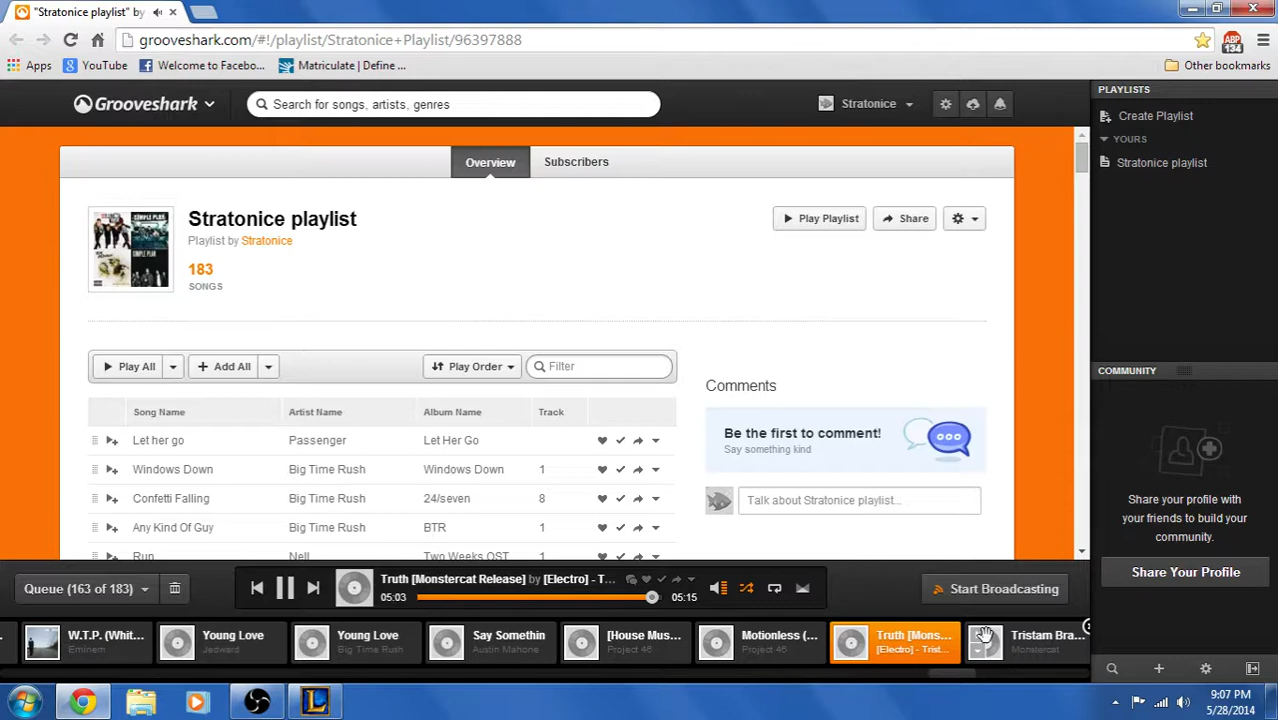 "Stratonice playlist" by
grooveshark.com/#!/playlist/Stratonice+Playlist/96397888
ABP
134
Apps
YouTube
Welcome to Facebo...
Matriculate | Define ...
Other bookmarks
Grooveshark
Search for songs, artists, genres
Stratonice
PLAYLISTS
Create Playlist
YOURS
Stratonice playlist
Overview
Subscribers
Stratonice playlist
Playlist by Stratonice
183
SONGS
Play Playlist
Share
Play All
Add All
Play Order
Filter
Song Name Artist Name Album Name Track
Let her go Passenger Let Her Go
Windows Down Big Time Rush Windows Down 1
Confetti Falling Big Time Rush 24/seven 8
Any Kind Of Guy Big Time Rush BTR 1
Run Nell Two Weeks OST 1
Comments
Be the first to comment!
Say something kind
Talk about Stratonice playlist...
COMMUNITY
Share your profile with
your friends to build your
community.
Share Your Profile
Queue (163 of 183)
Truth [Monstercat Release] by [Electro] - T...
05:03
05:15
Start Broadcasting
W.T.P. (Whit...
Eminem
Young Love
Jedward
Young Love
Big Time Rush
Say Somethin
Austin Mahone
[House Mus...
Project 46
Motionless (...
Project 46
Truth [Mons...
[Electro] - Trist...
Tristam Bra...
Monstercat
L
9:07 PM
5/28/2014